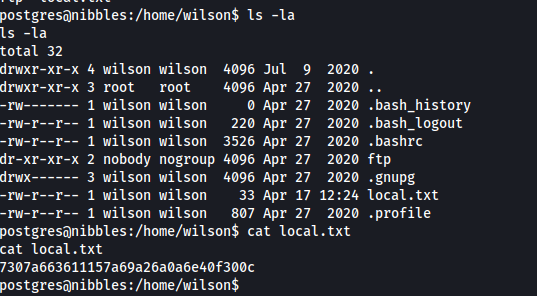 postgres@nibbles:/home/wilson$ ls -la
ls -la
total 32
drwxr-xr-x 4 wilson wilson  4096 Jul  9  2020 .
drwxr-xr-x 3 root   root    4096 Apr 27  2020 ..
-rw------- 1 wilson wilson     0 Apr 27  2020 .bash_history
-rw-r--r-- 1 wilson wilson   220 Apr 27  2020 .bash_logout
-rw-r--r-- 1 wilson wilson  3526 Apr 27  2020 .bashrc
dr-xr-xr-x 2 nobody nogroup 4096 Apr 27  2020 ftp
drwx------ 3 wilson wilson  4096 Apr 27  2020 .gnupg
-rw-r--r-- 1 wilson wilson    33 Apr 17 12:24 local.txt
-rw-r--r-- 1 wilson wilson   807 Apr 27  2020 .profile
postgres@nibbles:/home/wilson$ cat local.txt
cat local.txt
7307a663611157a69a26a0a6e40f300c
postgres@nibbles:/home/wilson$